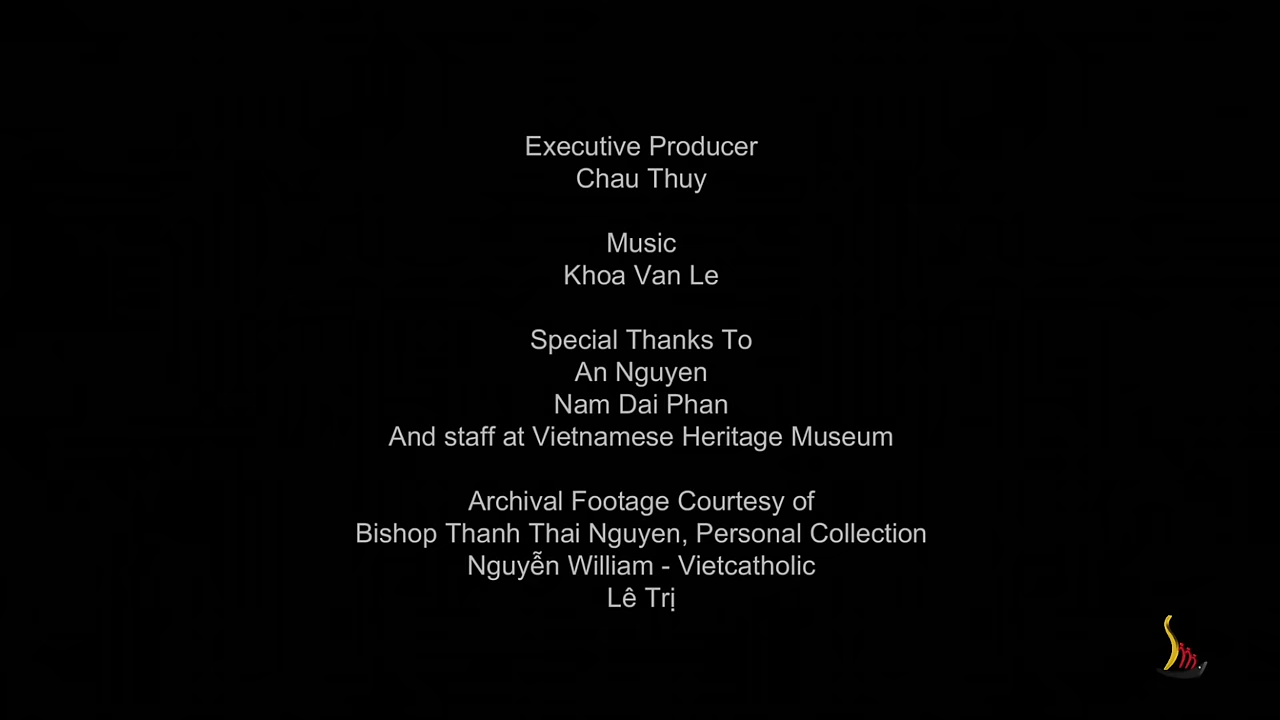 Executive Producer
Chau Thuy
Music
Khoa Van Le
Special Thanks To
An Nguyen
Nam Dai Phan
And staff at Vietnamese Heritage Museum
Archival Footage Courtesy of
Bishop Thanh Thai Nguyen, Personal Collection
Nguyễn William - Vietcatholic
Lê Trị